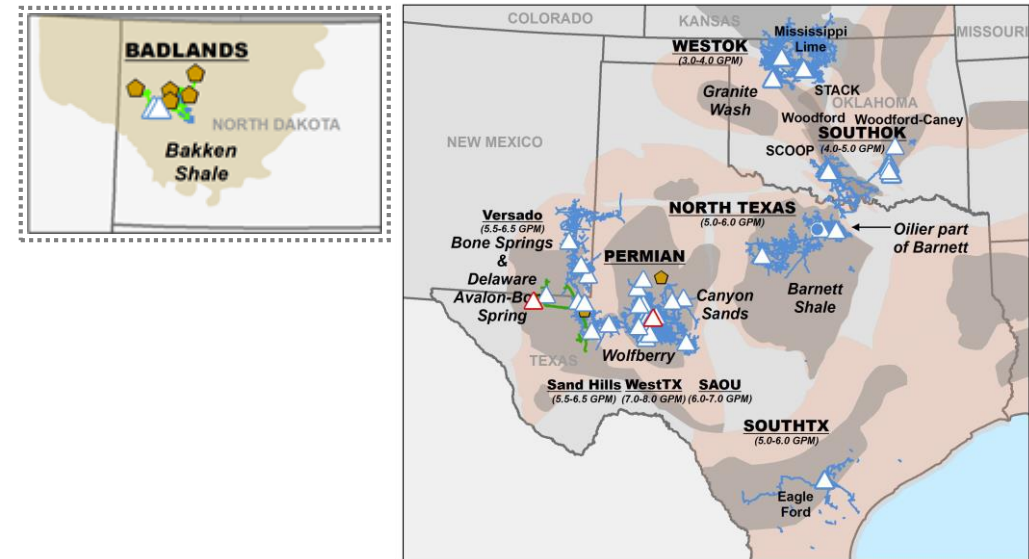 BADLANDS
NORTH DAKOTA
Bakken
Shale
COLORADO
KANSAS
MISSOURI
WESTOK
(3.0-4.0 GPM)
Mississippi
Lime
Granite
Wash
STACK
OKLAHOMA
Woodford
Woodford-Caney
SOUTHOK
(4.0-5.0 GPM)
SCOOP
NEW MEXICO
Versado
(5.5-6.5 GPM)
Bone Springs
&
Delaware
Avalon-Bo
Spring
NORTH TEXAS
(5.0-6.0 GPM)
Oilier part
of Barnett
PERMIAN
Canyon
Sands
Barnett
Shale
Wolfberry
TEXAS
Sand Hills
(5.5-6.5 GPM)
WestTX
(7.0-8.0 GPM)
SAOU
(6.0-7.0 GPM)
SOUTHTX
(5.0-6.0 GPM)
Eagle
Ford